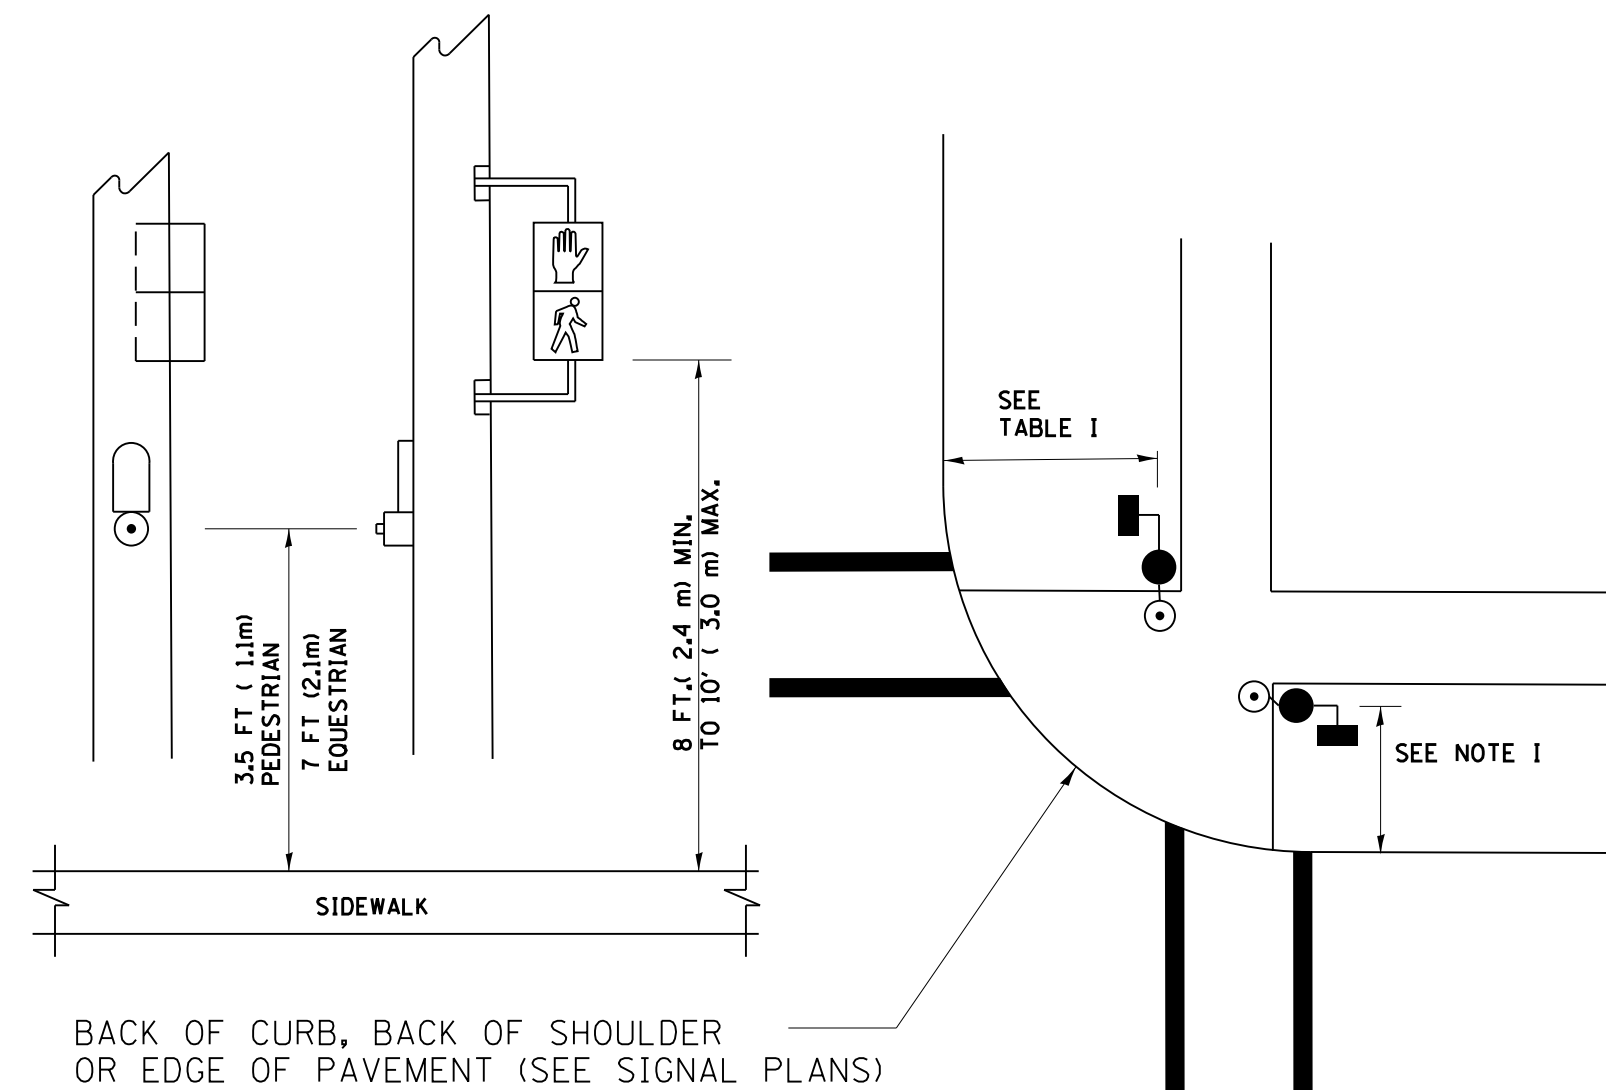 3.5 FT ( 1.1m)
PEDESTRIAN
7 FT (2.1m)
EQUESTRIAN
8 FT.( 2.4 m) MIN.
TO 10' ( 3.0 m) MAX.
SIDEWALK
SEE
TABLE I
SEE NOTE I
BACK OF CURB, BACK OF SHOULDER
OR EDGE OF PAVEMENT (SEE SIGNAL PLANS)